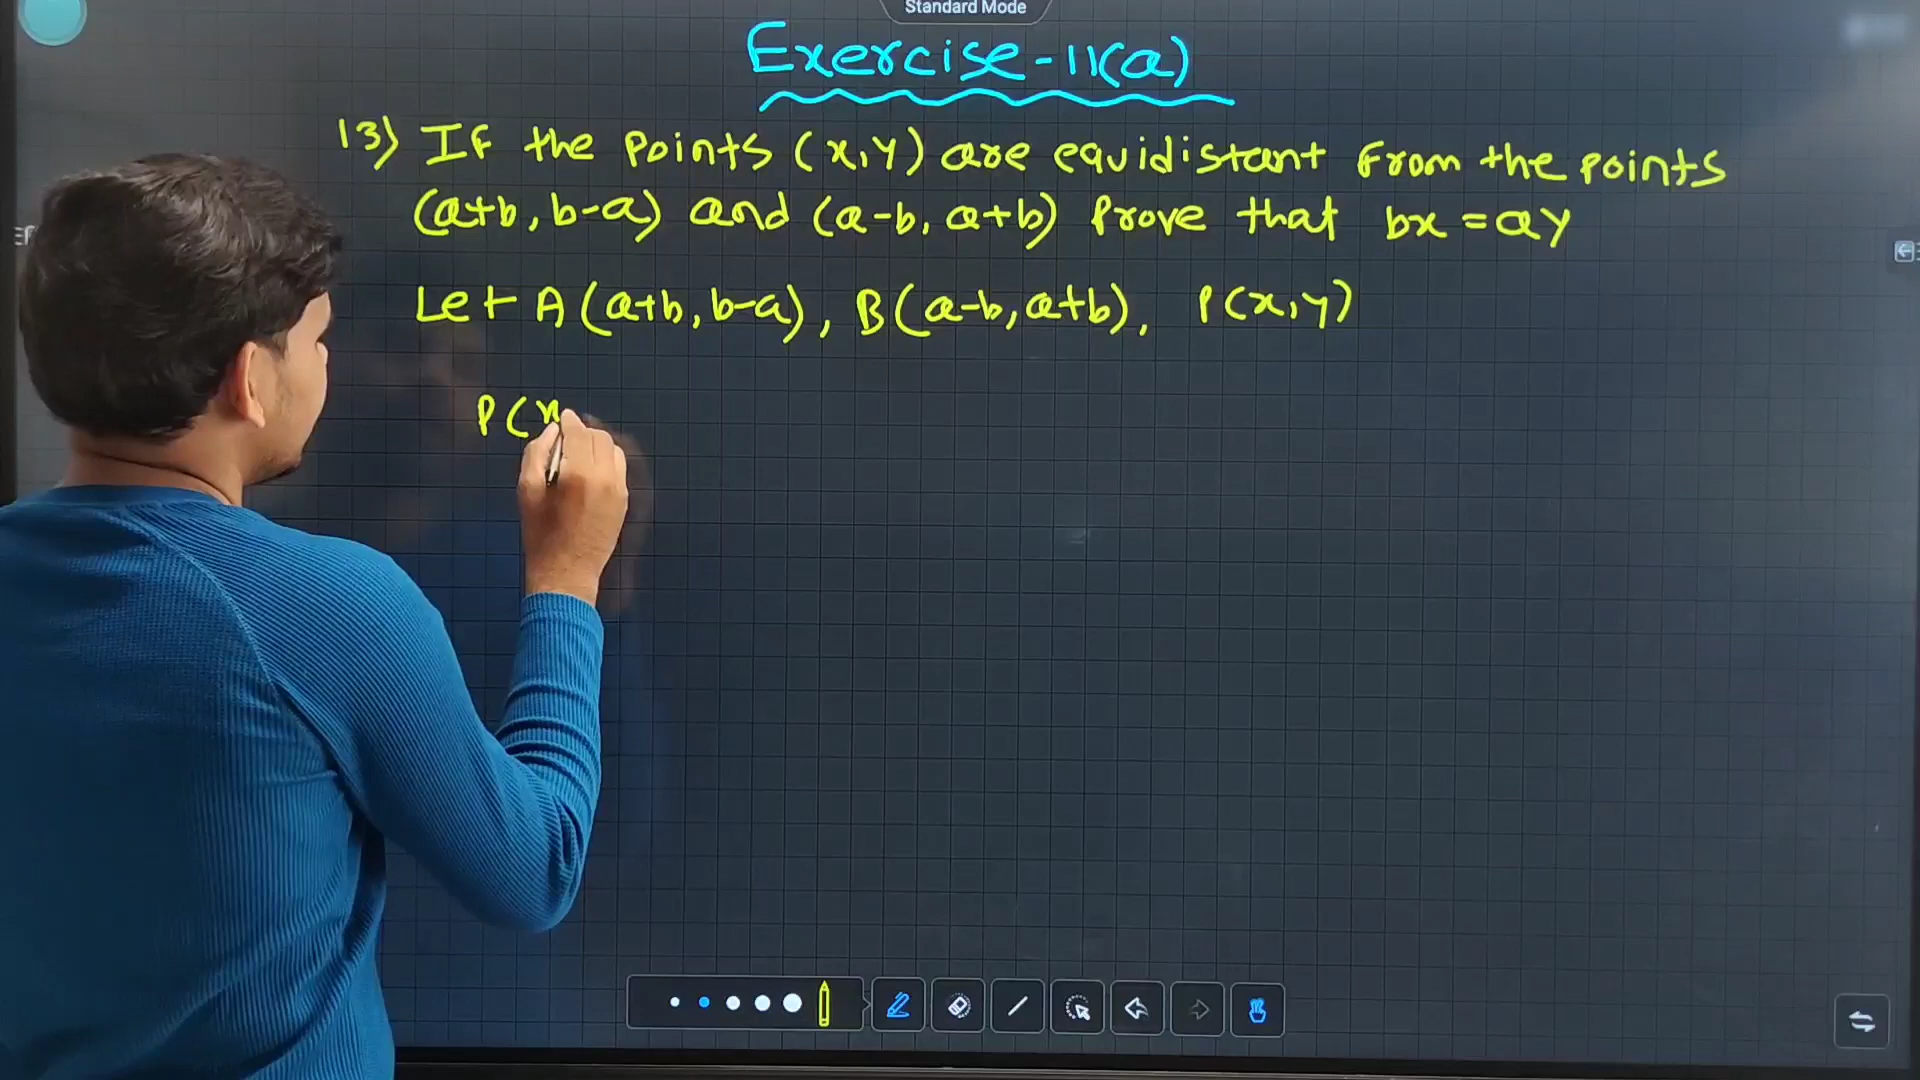 Standard Mode
Exercise-11(a)
13) If the points (x,y) are equidistant from the points
(a+b, b-a) and (a-b, a+b) prove that bx = ay
Let A(a+b, b-a), B(a-b, a+b), P(x,y)
P(x